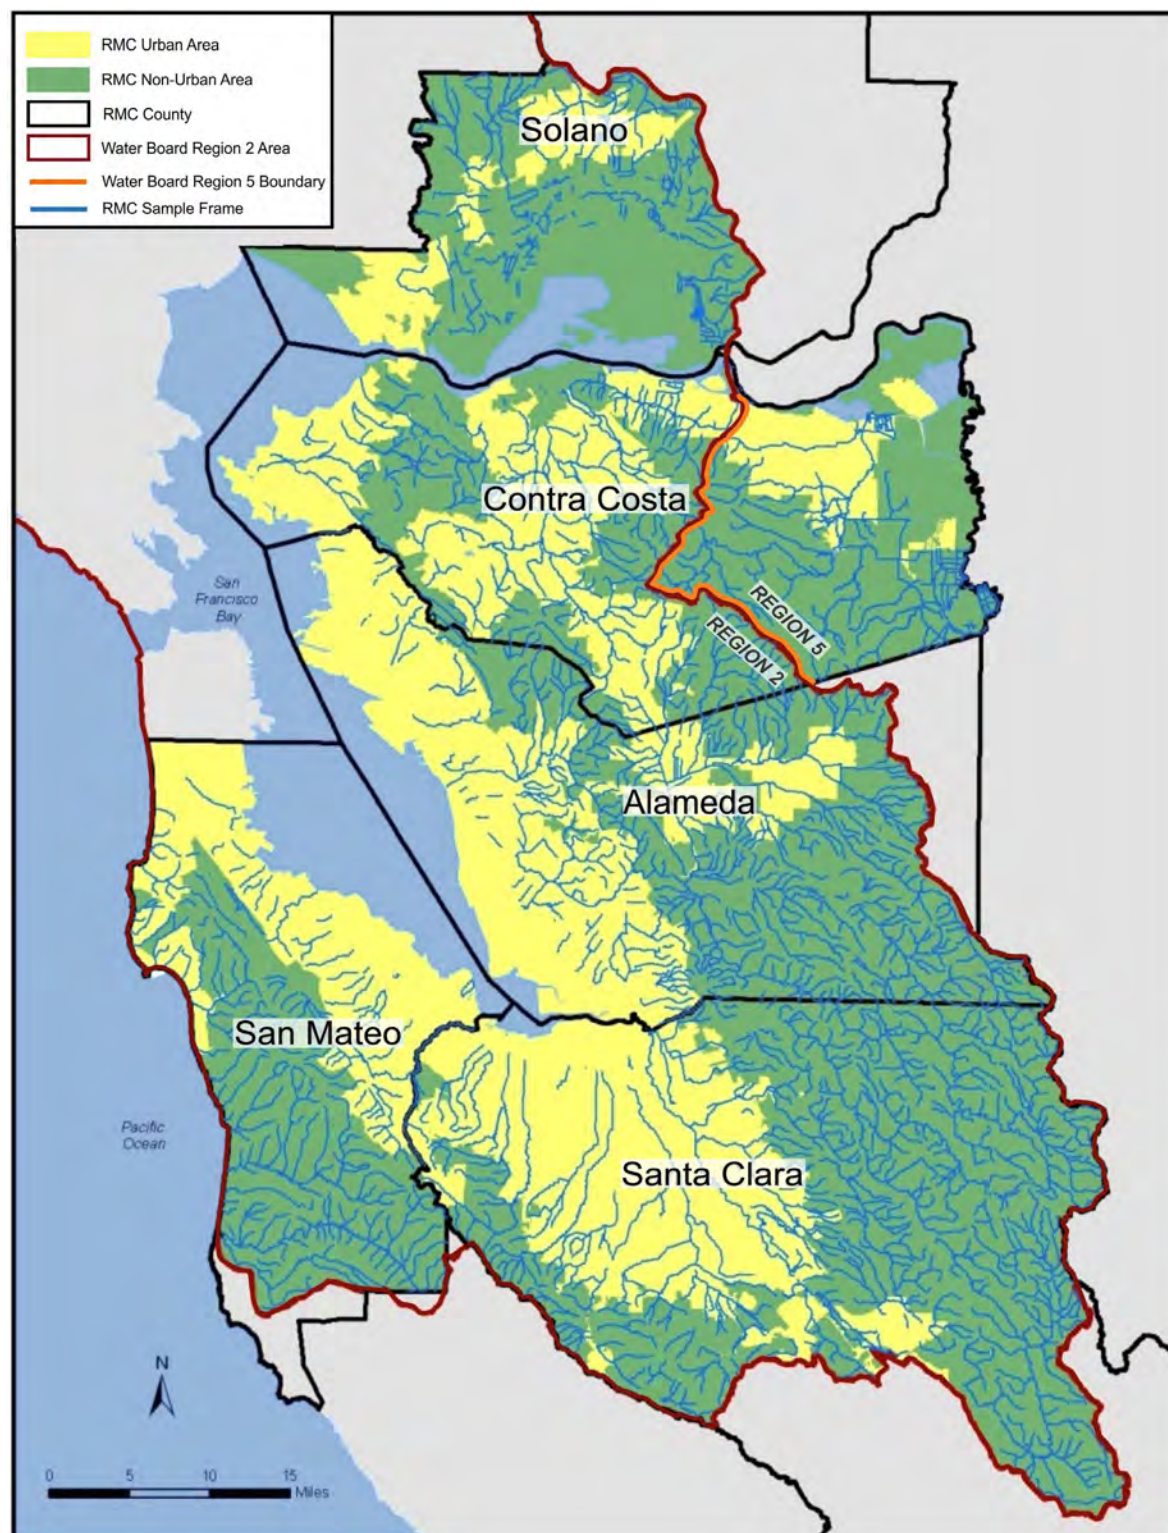 RMC Urban Area
RMC Non-Urban Area
RMC County
Water Board Region 2 Area
Water Board Region 5 Boundary
RMC Sample Frame
Solano
Contra Costa
San
Francisco
Bay
REGION 5
REGION 2
Alameda
San Mateo
Pacific
Ocean
Santa Clara
N
0 5 10 15
Miles